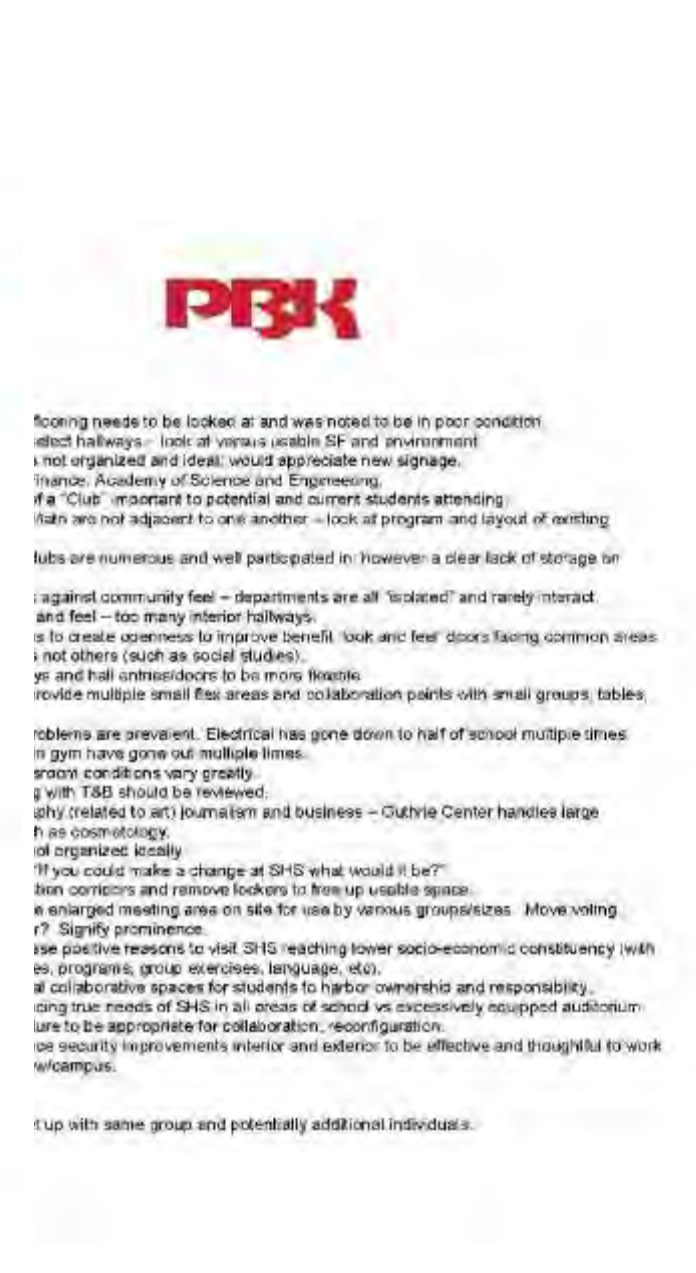 PBK
flooring needs to be looked at and was noted to be in poor condition.
select hallways – look at versus usable SF and environment
not organized and ideal; would appreciate new signage.
Finance, Academy of Science and Engineering.
of a "Club" important to potential and current students attending.
Math are not adjacent to one another – look at program and layout of existing
clubs are numerous and well participated in; however a clear lack of storage on
against community feel – departments are all "isolated" and rarely interact.
and feel – too many interior hallways.
to create openness to improve benefit "look and feel" doors facing common areas
not others (such as social studies).
and hall entries/doors to be more flexible.
provide multiple small flex areas and collaboration points with small groups, tables,
problems are prevalent. Electrical has gone down to half of school multiple times.
in gym have gone out multiple times.
sroom conditions vary greatly.
g with T&B should be reviewed.
phy (related to art) journalism and business – Guthrie Center handles large
h as cosmetology.
organized ideally
"If you could make a change at SHS what would it be?"
tion corridors and remove lockers to free up usable space.
e enlarged meeting area on site for use by various groups/sizes. Move voting
r? Signify prominence.
ase positive reasons to visit SHS reaching lower socio-economic constituency (with
es, programs, group exercises, language, etc).
al collaborative spaces for students to harbor ownership and responsibility.
cing true needs of SHS in all areas of school vs excessively equipped auditorium.
ure to be appropriate for collaboration, reconfiguration.
ce security improvements interior and exterior to be effective and thoughtful to work
w/campus.
t up with same group and potentially additional individuals.